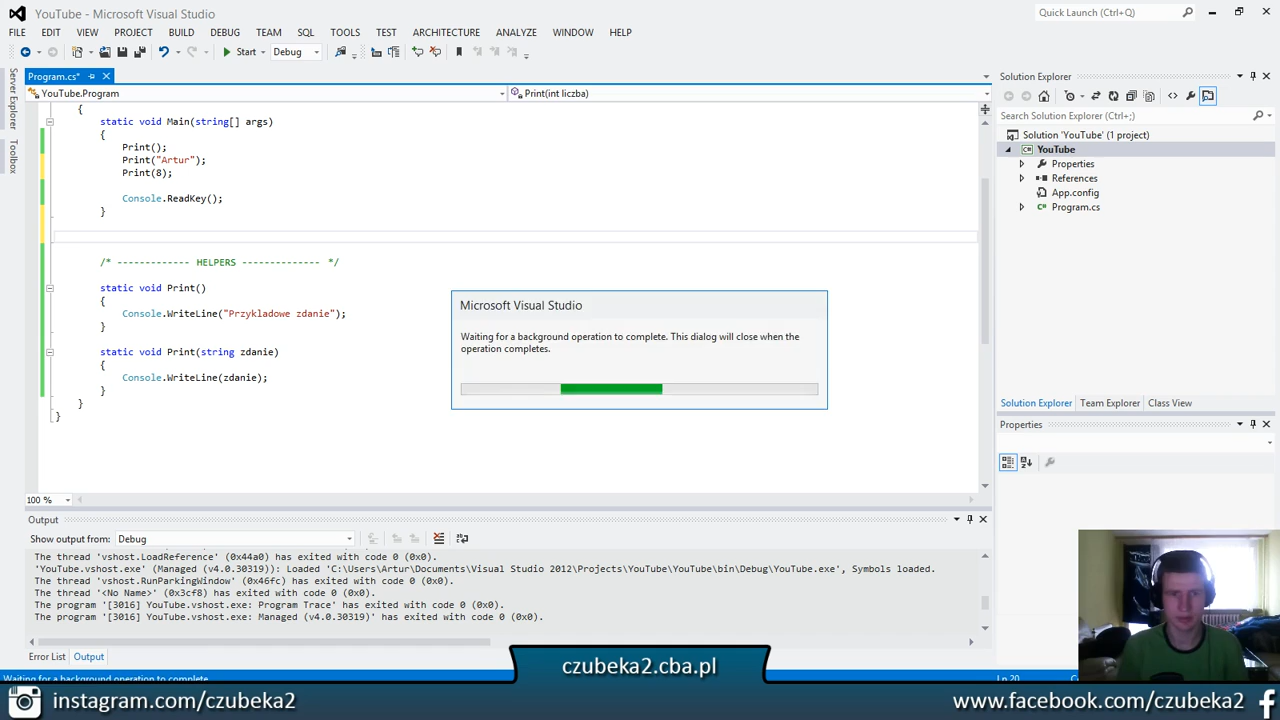 YouTube - Microsoft Visual Studio
Quick Launch (Ctrl+Q)
FILE EDIT VIEW PROJECT BUILD DEBUG TEAM SQL TOOLS TEST ARCHITECTURE ANALYZE WINDOW HELP
Start Debug
Server Explorer
Toolbox
Program.cs*
YouTube.Program
Print(int liczba)
{
static void Main(string[] args)
{
Print();
Print("Artur");
Print(8);
Console.ReadKey();
}
/* ------------- HELPERS -------------- */
static void Print()
{
Console.WriteLine("Przykladowe zdanie");
}
static void Print(string zdanie)
{
Console.WriteLine(zdanie);
}
}
}
100 %
Microsoft Visual Studio
Waiting for a background operation to complete. This dialog will close when the
operation completes.
Solution Explorer
Search Solution Explorer (Ctrl+;)
Solution 'YouTube' (1 project)
YouTube
Properties
References
App.config
Program.cs
Solution Explorer Team Explorer Class View
Properties
Output
Show output from: Debug
The thread 'vshost.LoadReference' (0x44a0) has exited with code 0 (0x0).
'YouTube.vshost.exe' (Managed (v4.0.30319)): Loaded 'C:\Users\Artur\Documents\Visual Studio 2012\Projects\YouTube\YouTube\bin\Debug\YouTube.exe', Symbols loaded.
The thread 'vshost.RunParkingWindow' (0x46fc) has exited with code 0 (0x0).
The thread '<No Name>' (0x3cf8) has exited with code 0 (0x0).
The program '[3016] YouTube.vshost.exe: Program Trace' has exited with code 0 (0x0).
The program '[3016] YouTube.vshost.exe: Managed (v4.0.30319)' has exited with code 0 (0x0).
Error List Output
Waiting for a background operation to complete
Ln 20
czubeka2.cba.pl
instagram.com/czubeka2
www.facebook.com/czubeka2